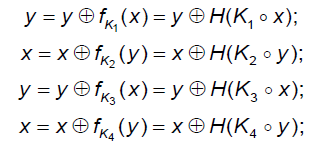 y = y ⊕ f_{K_1}(x) = y ⊕ H(K_1 ∘ x);
x = x ⊕ f_{K_2}(y) = x ⊕ H(K_2 ∘ y);
y = y ⊕ f_{K_3}(x) = y ⊕ H(K_3 ∘ x);
x = x ⊕ f_{K_4}(y) = x ⊕ H(K_4 ∘ y);